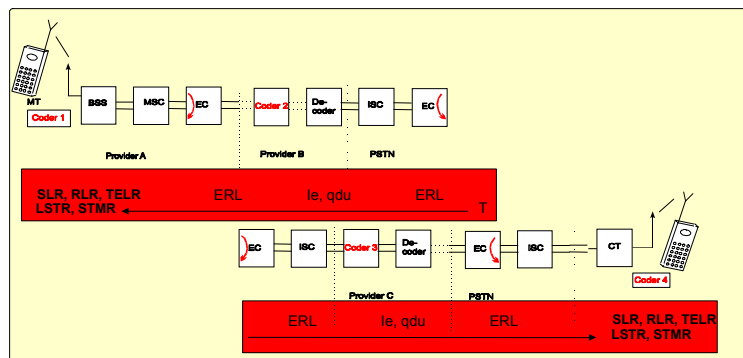 MT
Coder 1
BSS
MSC
EC
Coder 2
De-
coder
ISC
EC
Provider A
Provider B
PSTN
SLR, RLR, TELR
LSTR, STMR
ERL
Ie, qdu
ERL
T
EC
ISC
Coder 3
De-
coder
EC
ISC
CT
Coder 4
Provider C
PSTN
ERL
Ie, qdu
ERL
SLR, RLR, TELR
LSTR, STMR